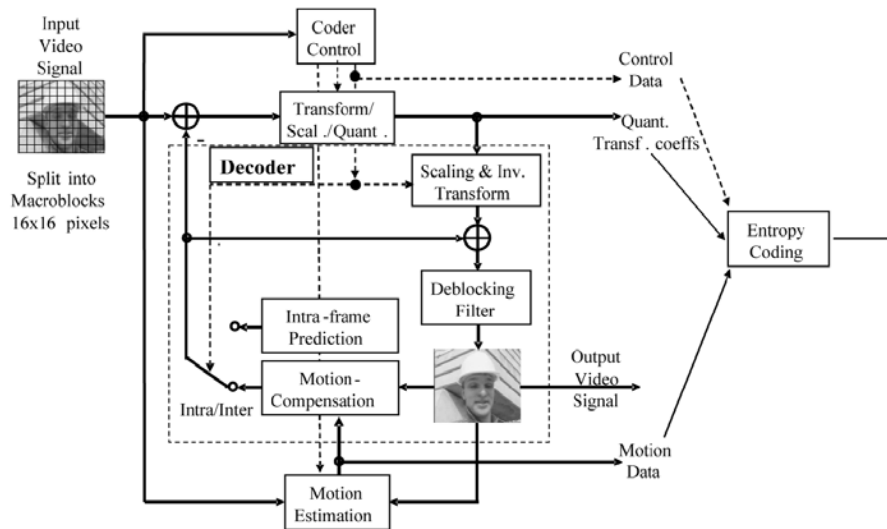 Input
Video
Signal
Split into
Macroblocks
16x16 pixels
Coder
Control
Transform/
Scal ./Quant .
-
Decoder
Scaling & Inv.
Transform
Deblocking
Filter
Intra-frame
Prediction
Motion-
Compensation
Intra/Inter
Motion
Estimation
Control
Data
Quant.
Transf . coeffs
Entropy
Coding
Output
Video
Signal
Motion
Data